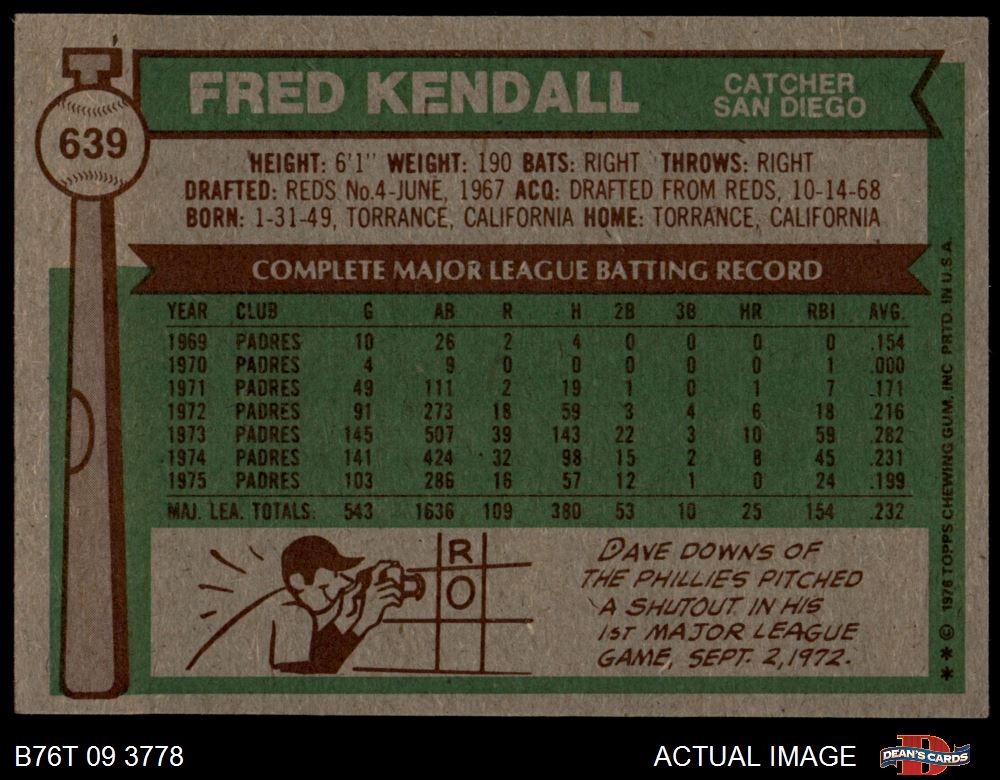 639
FRED KENDALL
CATCHER
SAN DIEGO
HEIGHT: 6'1" WEIGHT: 190 BATS: RIGHT THROWS: RIGHT
DRAFTED: REDS No.4-JUNE, 1967 ACQ: DRAFTED FROM REDS, 10-14-68
BORN: 1-31-49, TORRANCE, CALIFORNIA HOME: TORRANCE, CALIFORNIA
COMPLETE MAJOR LEAGUE BATTING RECORD
YEAR CLUB G AB R H 2B 3B HR RBI AVG.
1969 PADRES 10 26 2 4 0 0 0 0 .154
1970 PADRES 4 9 0 0 0 0 0 1 .000
1971 PADRES 49 111 2 19 1 0 1 7 .171
1972 PADRES 91 273 18 59 3 4 6 18 .216
1973 PADRES 145 507 39 143 22 3 10 59 .282
1974 PADRES 141 424 32 98 15 2 8 45 .231
1975 PADRES 103 286 16 57 12 1 0 24 .199
MAJ. LEA. TOTALS: 543 1636 109 380 53 10 25 154 .232
R
O
DAVE DOWNS OF
THE PHILLIES PITCHED
A SHUTOUT IN HIS
1ST MAJOR LEAGUE
GAME, SEPT. 2, 1972.
** © 1976 TOPPS CHEWING GUM, INC PRTD. IN U.S.A.
B76T 09 3778
ACTUAL IMAGE
D
DEAN'S CARDS